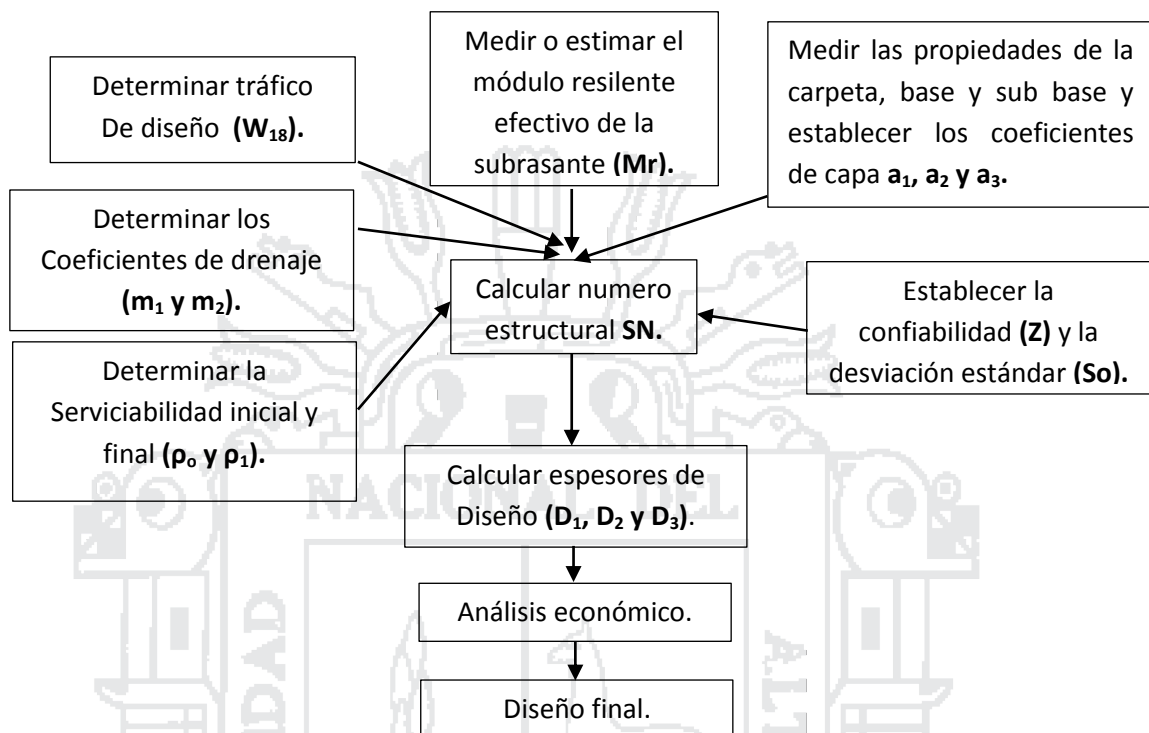 Determinar tráfico
De diseño (W₁₈).
Medir o estimar el
módulo resilente
efectivo de la
subrasante (Mr).
Medir las propiedades de la
carpeta, base y sub base y
establecer los coeficientes
de capa a₁, a₂ y a₃.
Determinar los
Coeficientes de drenaje
(m₁ y m₂).
Calcular numero
estructural SN.
Establecer la
confiabilidad (Z) y la
desviación estándar (So).
Determinar la
Serviciabilidad inicial y
final (ρₒ y ρ₁).
Calcular espesores de
Diseño (D₁, D₂ y D₃).
NACIONAL DEL
Análisis económico.
Diseño final.